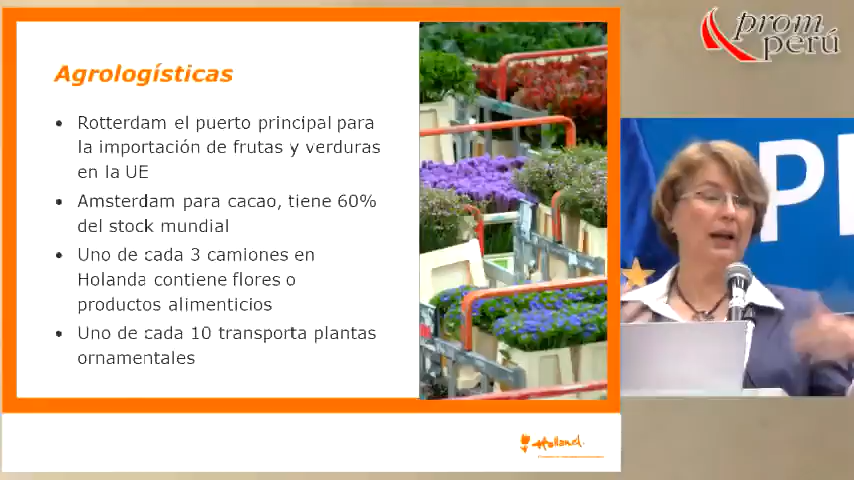 Agrologísticas
• Rotterdam el puerto principal para
la importación de frutas y verduras
en la UE
• Amsterdam para cacao, tiene 60%
del stock mundial
• Uno de cada 3 camiones en
Holanda contiene flores o
productos alimenticios
• Uno de cada 10 transporta plantas
ornamentales
prom
perú
P
Holland.